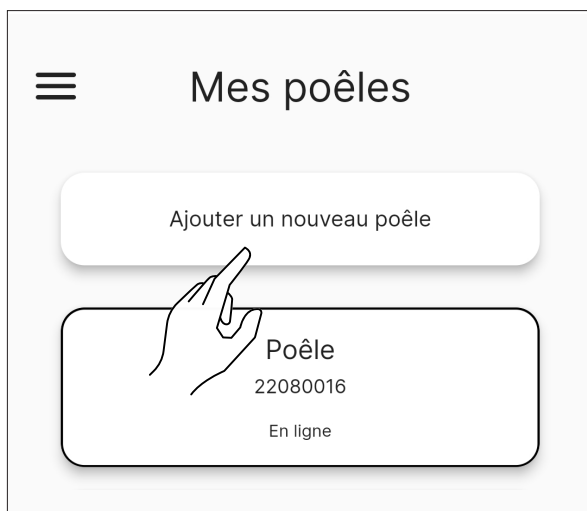 Mes poêles
Ajouter un nouveau poêle
Poêle
22080016
En ligne